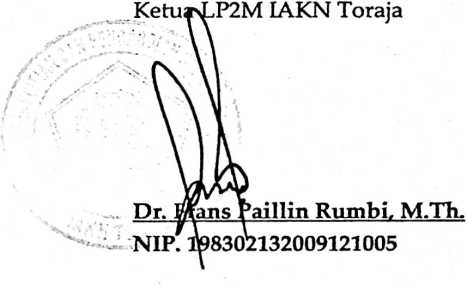 Ketua LP2M IAKN Toraja
Dr. Frans Paillin Rumbi, M.Th.
NIP. 198302132009121005